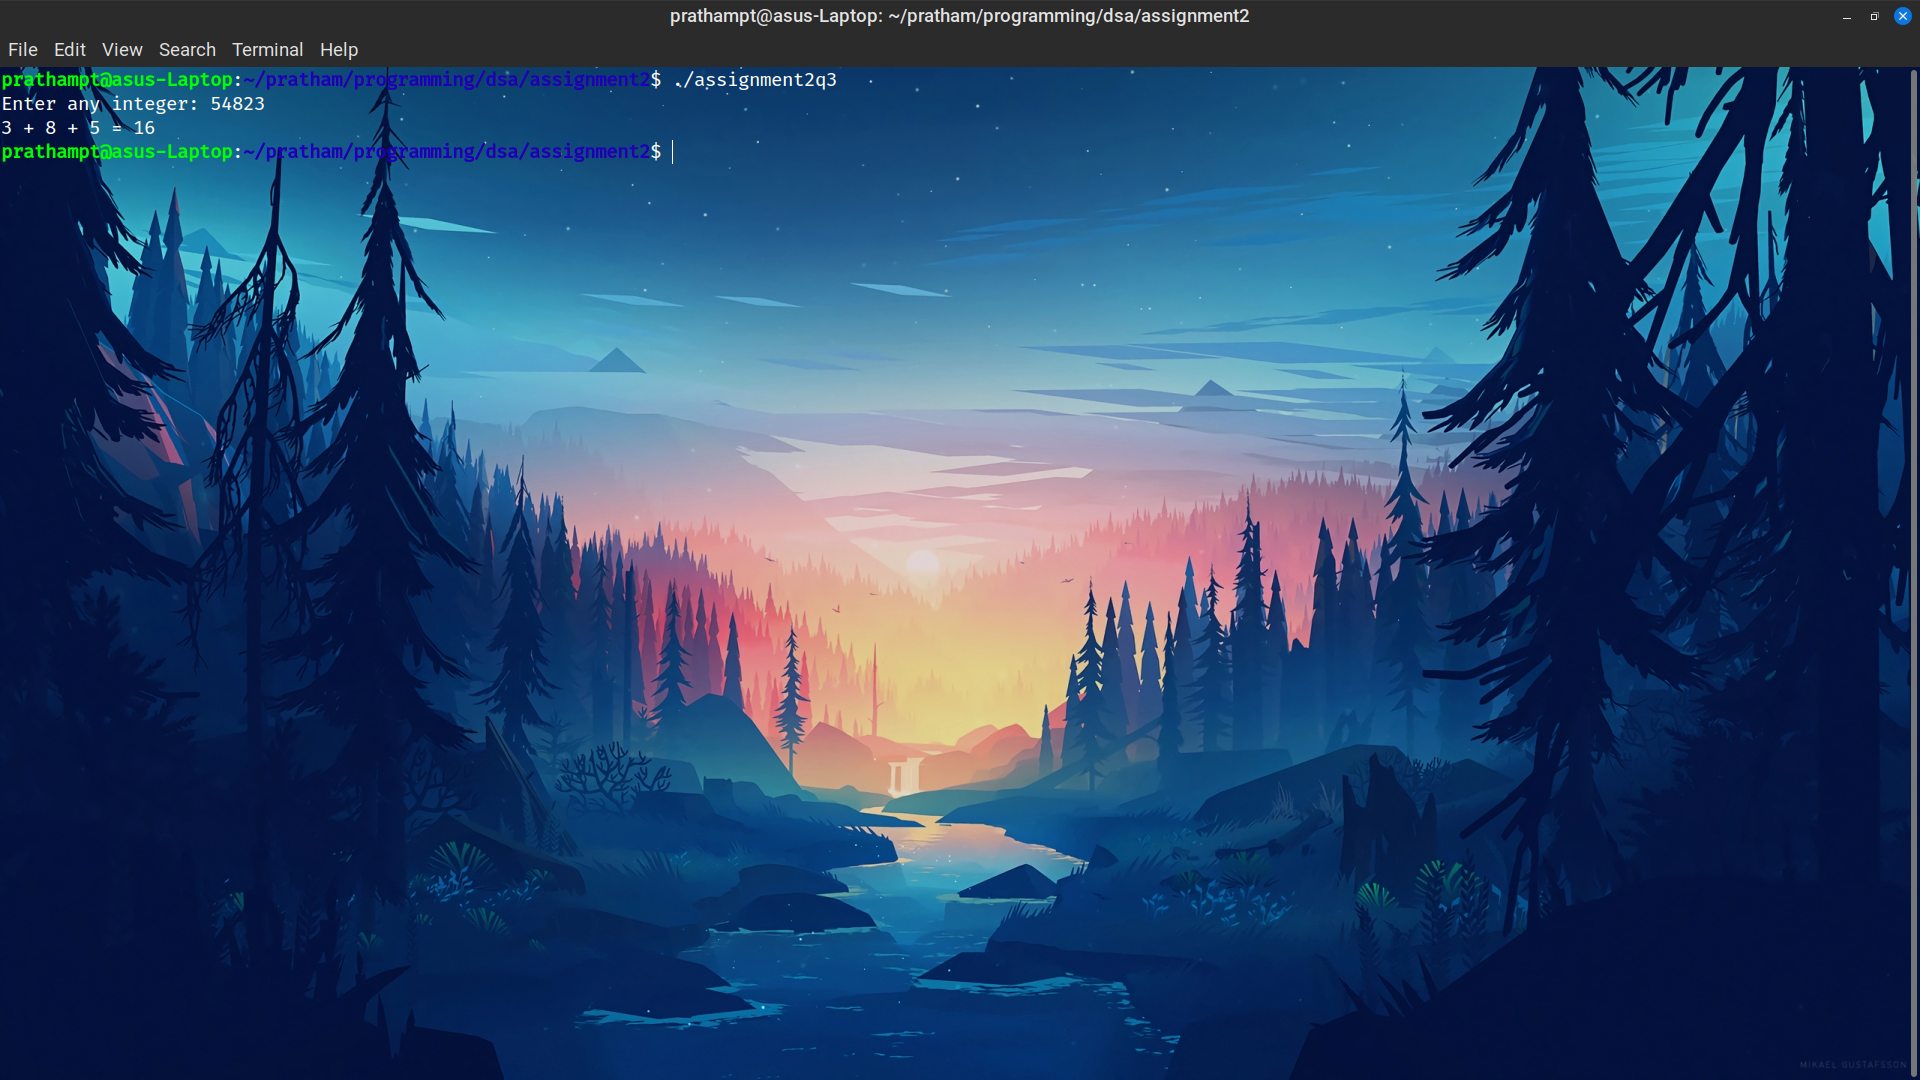 prathampt@asus-Laptop: ~/pratham/programming/dsa/assignment2
File Edit View Search Terminal Help
prathampt@asus-Laptop:~/pratham/programming/dsa/assignment2$ ./assignment2q3
Enter any integer: 54823
3 + 8 + 5 = 16
prathampt@asus-Laptop:~/pratham/programming/dsa/assignment2$
MIKAEL GUSTAFSSON